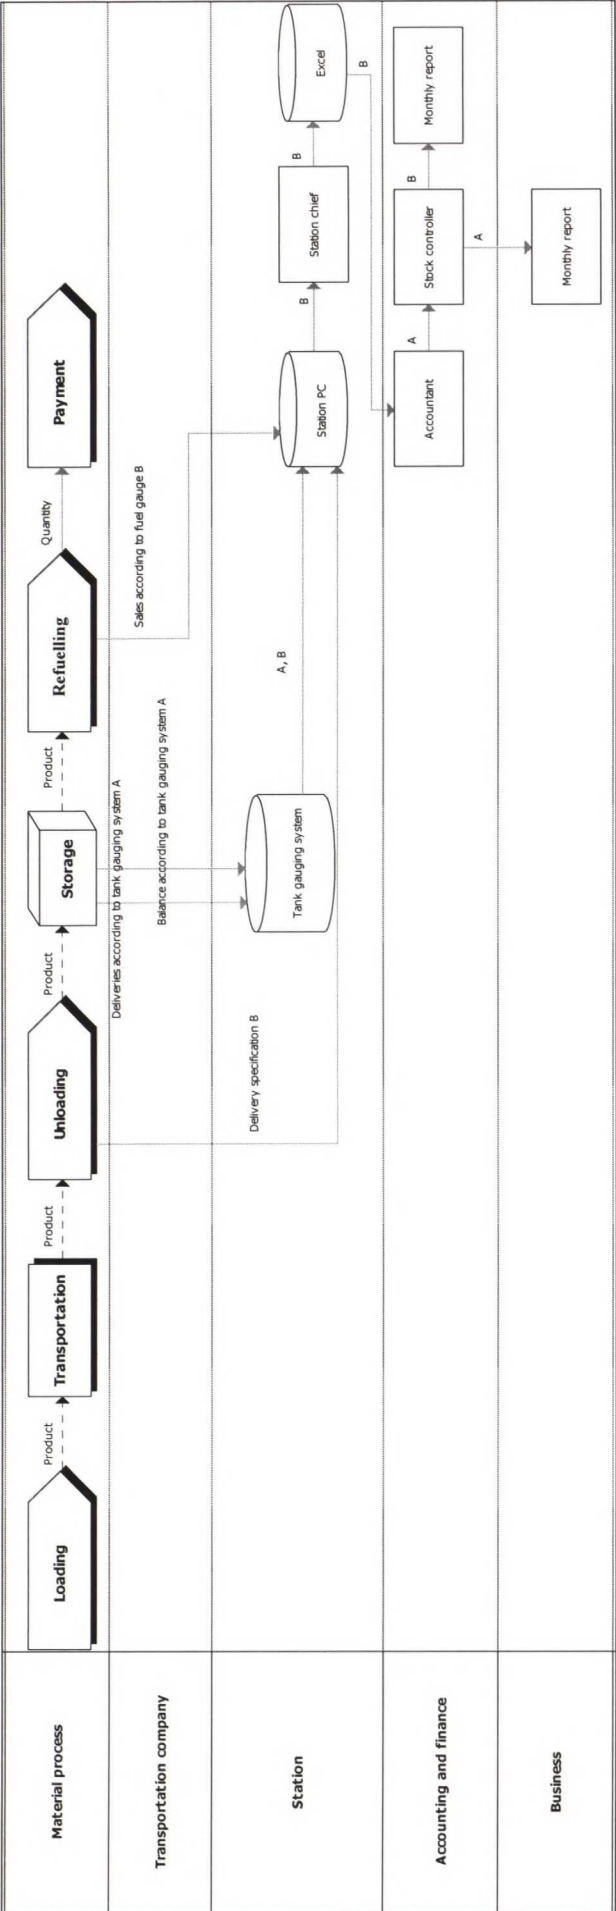 Material process
Loading
Product
Transportation
Product
Unloading
Product
Storage
Product
Refuelling
Quantity
Payment
Transportation company
Deliveries according to tank gauging system A
Balance according to tank gauging system A
Sales according to fuel gauge B
Station
Delivery specification B
Tank gauging system
A, B
Station PC
B
Station chief
B
Excel
B
Accounting and finance
Accountant
A
Stock controller
B
Monthly report
A
Business
Monthly report